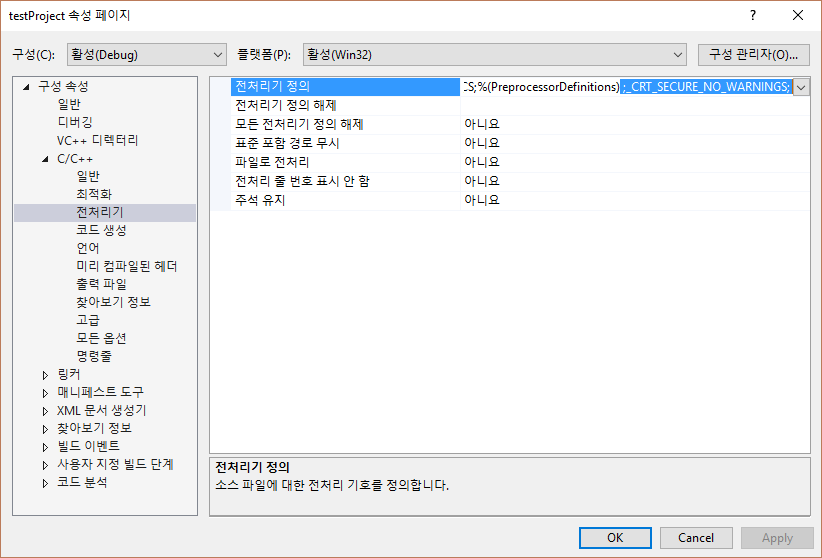 testProject 속성 페이지
?
구성(C): 활성(Debug) 플랫폼(P): 활성(Win32) 구성 관리자(O)...
구성 속성
일반
디버깅
VC++ 디렉터리
C/C++
일반
최적화
전처리기
코드 생성
언어
미리 컴파일된 헤더
출력 파일
찾아보기 정보
고급
모든 옵션
명령줄
링커
매니페스트 도구
XML 문서 생성기
찾아보기 정보
빌드 이벤트
사용자 지정 빌드 단계
코드 분석
전처리기 정의 S;%(PreprocessorDefinitions);_CRT_SECURE_NO_WARNINGS;
전처리기 정의 해제
모든 전처리기 정의 해제 아니요
표준 포함 경로 무시 아니요
파일로 전처리 아니요
전처리 줄 번호 표시 안 함 아니요
주석 유지 아니요
전처리기 정의
소스 파일에 대한 전처리 기호를 정의합니다.
OK Cancel Apply